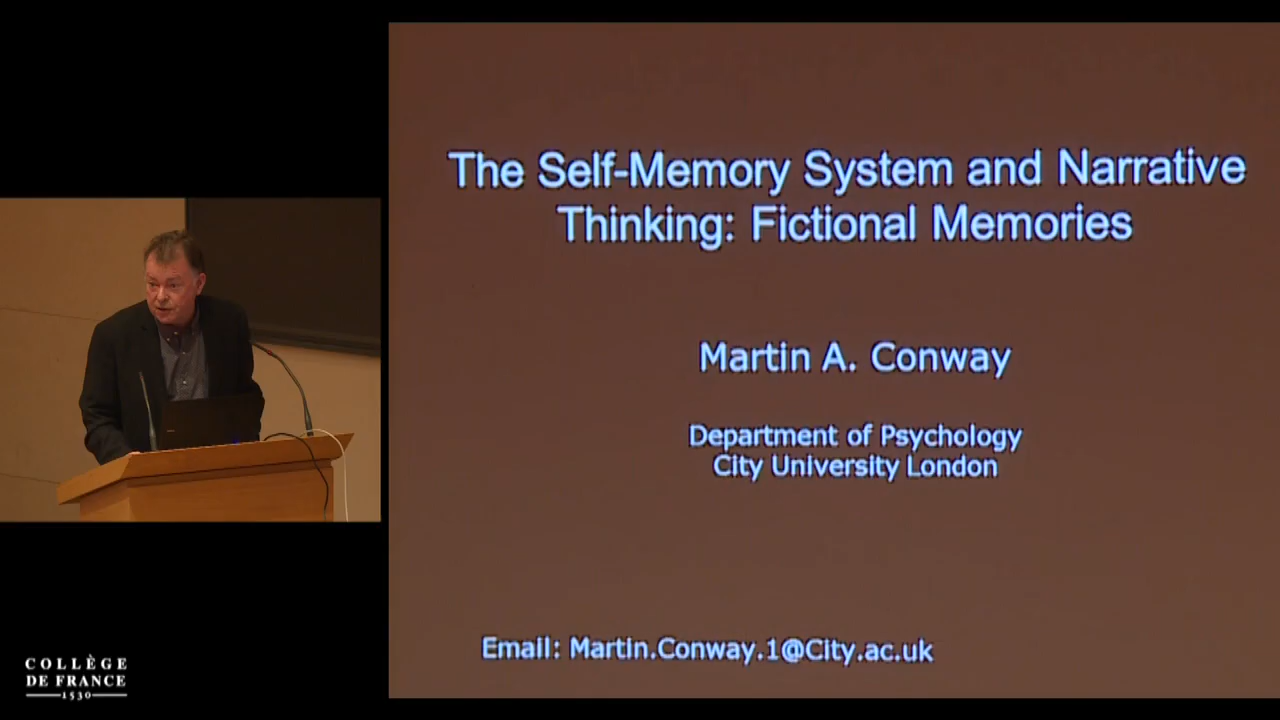 The Self-Memory System and Narrative
Thinking: Fictional Memories
Martin A. Conway
Department of Psychology
City University London
Email: Martin.Conway.1@City.ac.uk
COLLÈGE
DE FRANCE
1530